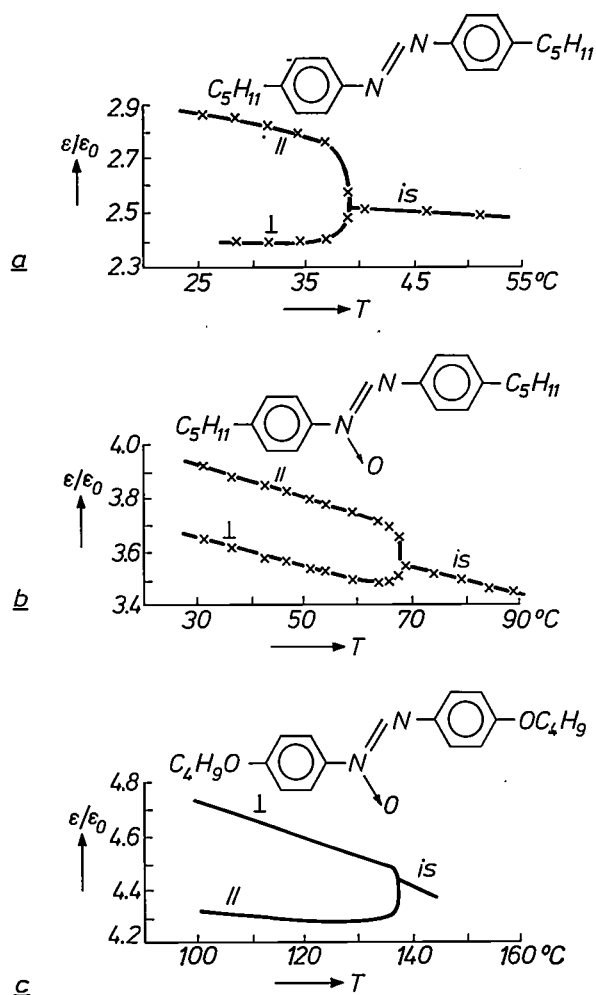 N
N
C5H11
C5H11
2.9
ε/ε0
//
2.7
is
2.5
⊥
2.3
a
25
35
45
55°C
T
N
C5H11
C5H11
N
O
4.0
//
ε/ε0
3.8
⊥
3.6
is
3.4
b
30
50
70
90°C
T
N
OC4H9
C4H9O
N
O
4.8
⊥
ε/ε0
4.6
is
4.4
//
4.2
c
100
120
140
160°C
T